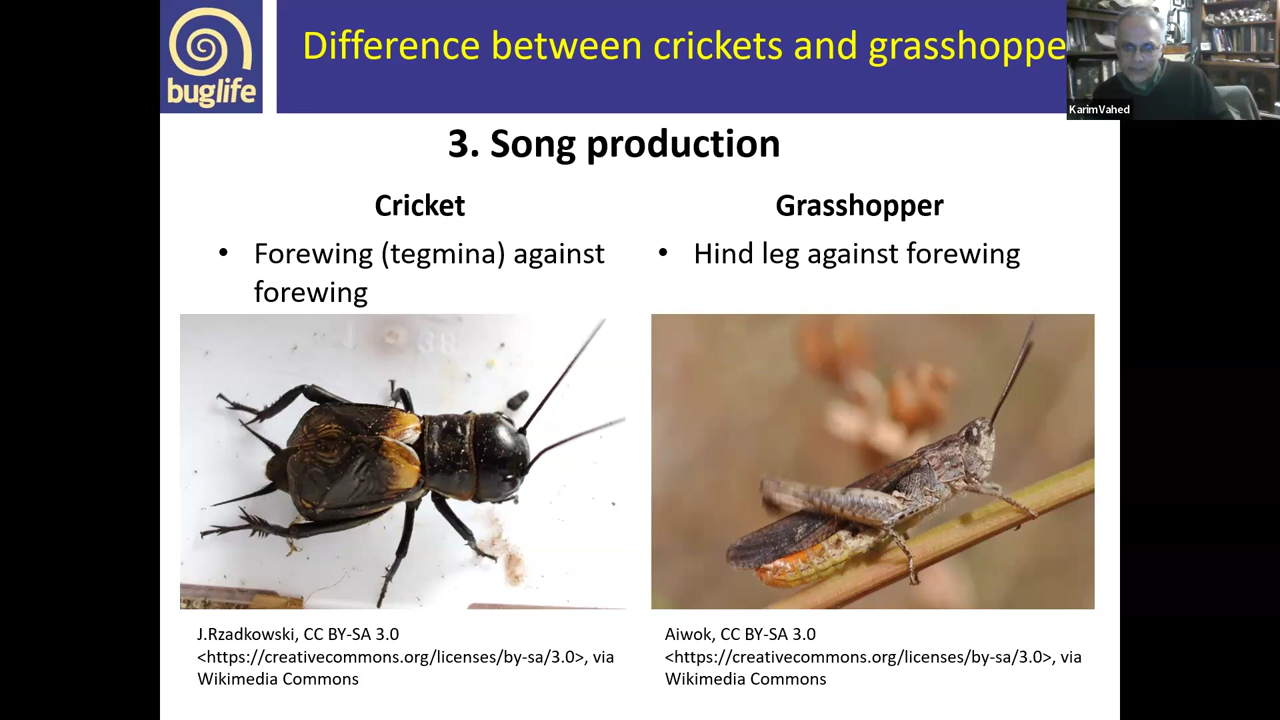 buglife
Difference between crickets and grasshoppe
Karim Vahed
3. Song production
Cricket
• Forewing (tegmina) against
forewing
Grasshopper
• Hind leg against forewing
J.Rzadkowski, CC BY-SA 3.0
<https://creativecommons.org/licenses/by-sa/3.0>, via
Wikimedia Commons
Aiwok, CC BY-SA 3.0
<https://creativecommons.org/licenses/by-sa/3.0>, via
Wikimedia Commons